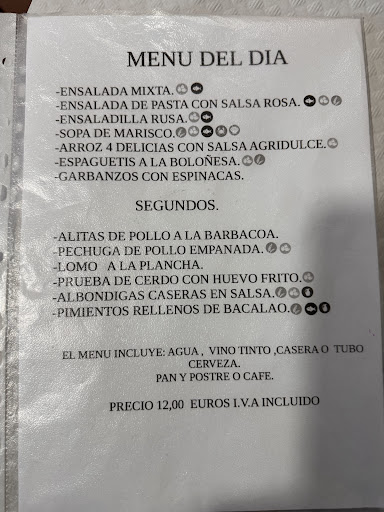 MENU DEL DIA
-ENSALADA MIXTA.
-ENSALADA DE PASTA CON SALSA ROSA.
-ENSALADILLA RUSA.
-SOPA DE MARISCO.
-ARROZ 4 DELICIAS CON SALSA AGRIDULCE.
-ESPAGUETIS A LA BOLOÑESA.
-GARBANZOS CON ESPINACAS.
SEGUNDOS.
-ALITAS DE POLLO A LA BARBACOA.
-PECHUGA DE POLLO EMPANADA.
-LOMO A LA PLANCHA.
-PRUEBA DE CERDO CON HUEVO FRITO.
-ALBONDIGAS CASERAS EN SALSA.
-PIMIENTOS RELLENOS DE BACALAO.
EL MENU INCLUYE: AGUA , VINO TINTO ,CASERA O TUBO
CERVEZA.
PAN Y POSTRE O CAFE.
PRECIO 12,00 EUROS I.V.A INCLUIDO